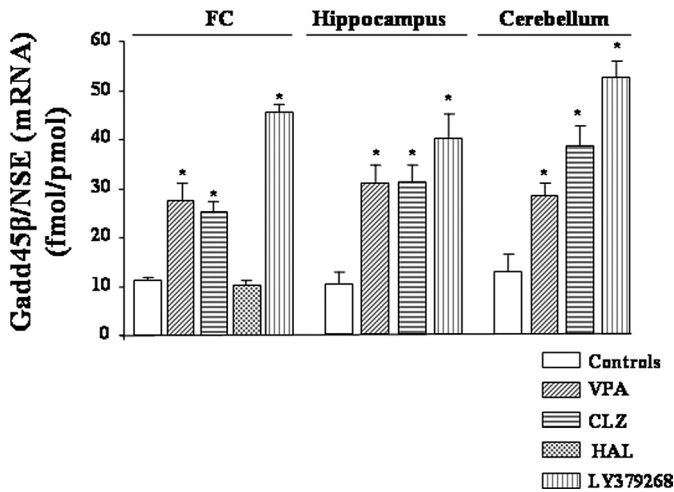 FC Hippocampus Cerebellum
Gadd45β/NSE (mRNA)
(fmol/pmol)
60
50
40
30
20
10
0
* * * * * * * * *
Controls
VPA
CLZ
HAL
LY379268